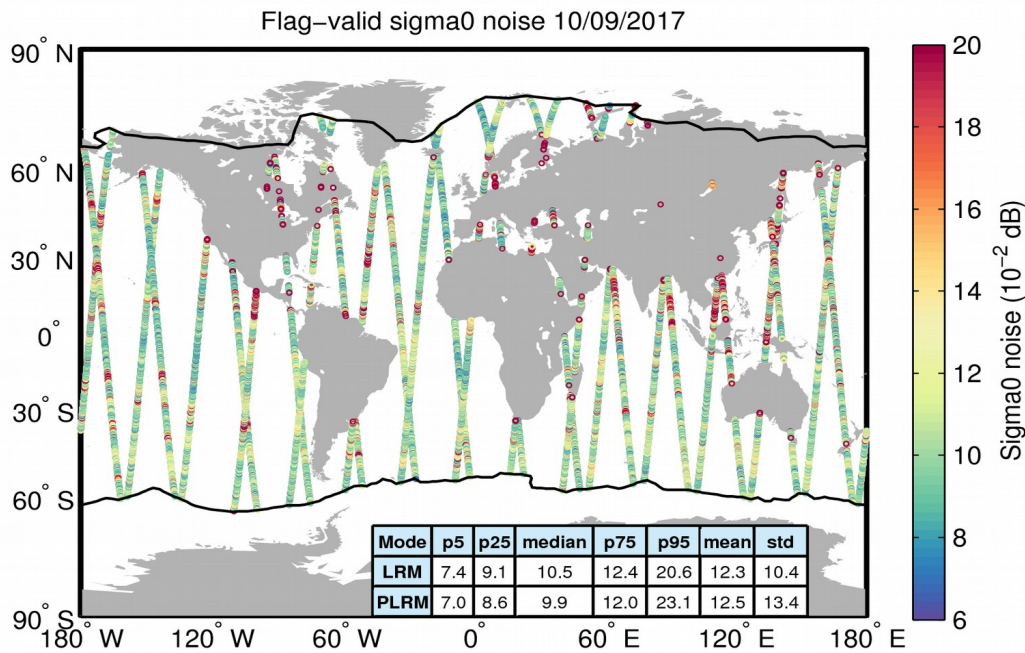 Flag-valid sigma0 noise 10/09/2017
90° N
60° N
30° N
0°
30° S
60° S
90° S
180° W
120° W
60° W
0°
60° E
120° E
180° E
20
18
16
14
12
10
8
6
Sigma0 noise (10⁻² dB)
Mode p5 p25 median p75 p95 mean std
LRM 7.4 9.1 10.5 12.4 20.6 12.3 10.4
PLRM 7.0 8.6 9.9 12.0 23.1 12.5 13.4